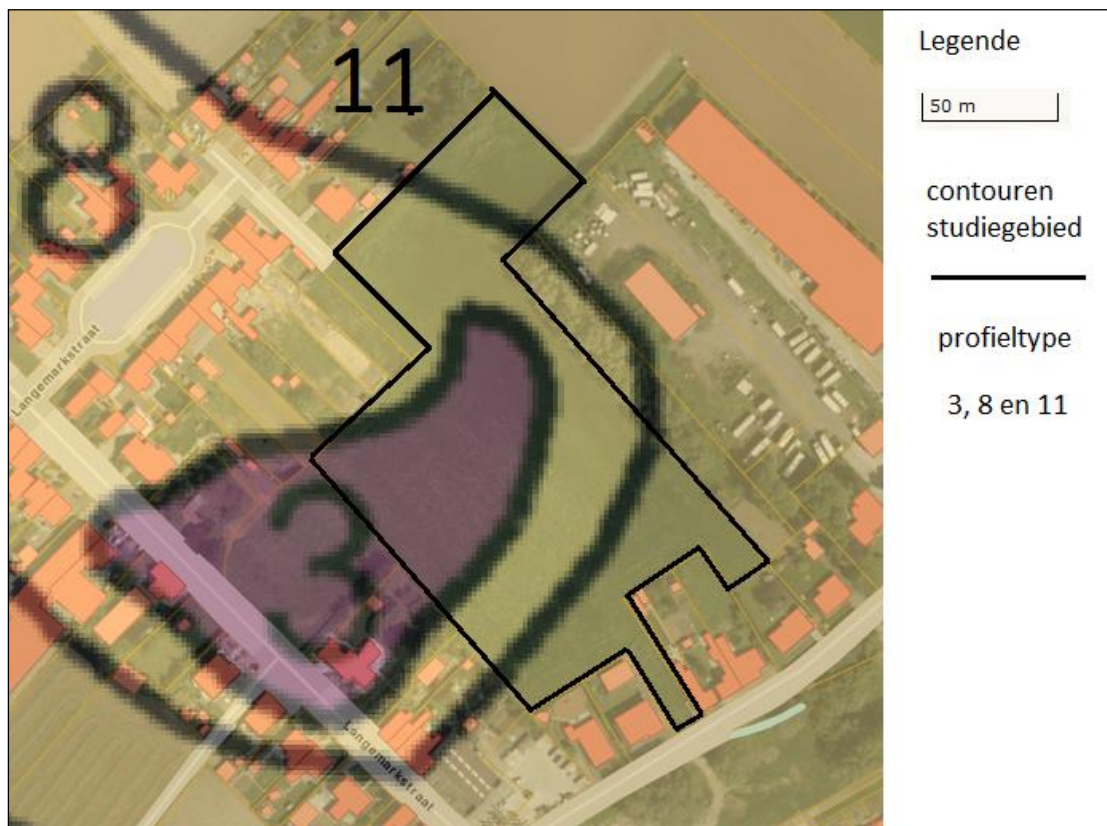 11
8
3
Langemarkstraat
Langemarkstraat
Legende
50 m
contouren
studiegebied
profieltype
3, 8 en 11